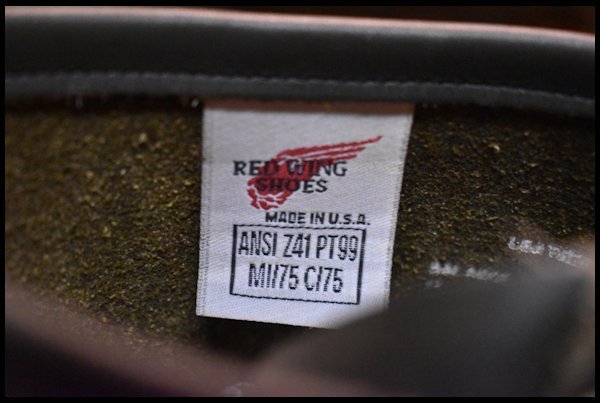 RED WING
SHOES
MADE IN U.S.A.
ANSI Z41 PT99
MI/75 C/75